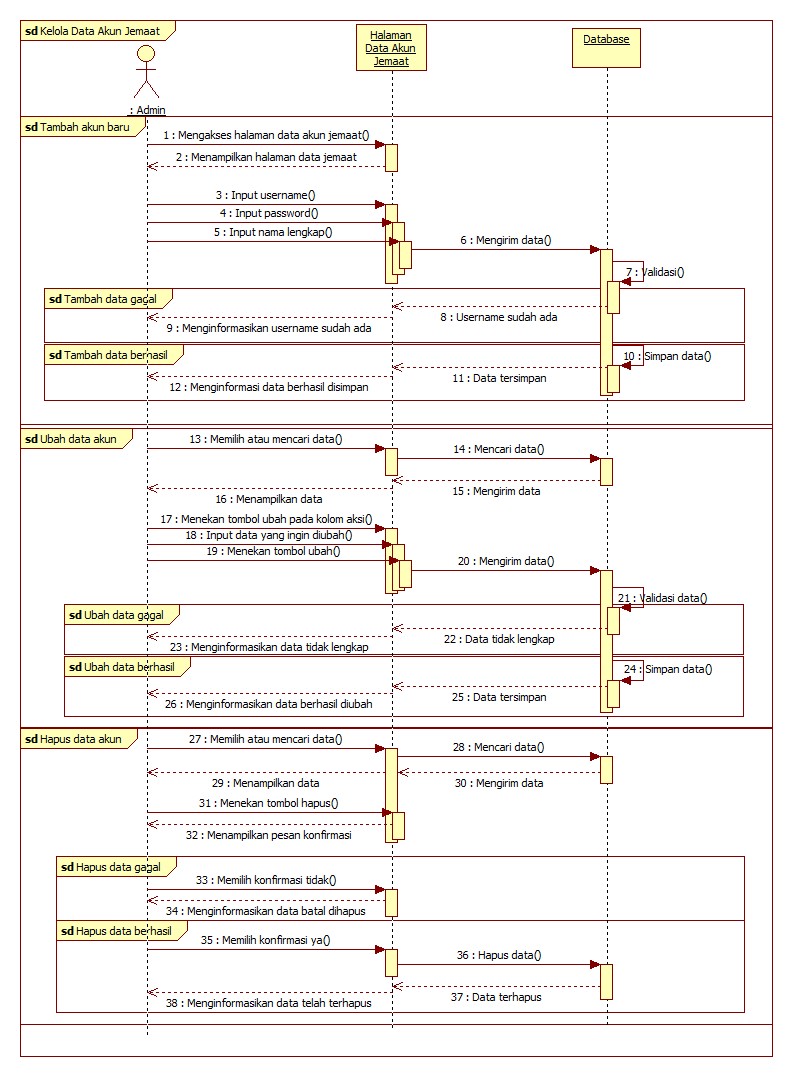 sd Kelola Data Akun Jemaat
Halaman
Data Akun
Jemaat
Database
: Admin
sd Tambah akun baru
1 : Mengakses halaman data akun jemaat()
2 : Menampilkan halaman data jemaat
3 : Input username()
4 : Input password()
5 : Input nama lengkap()
6 : Mengirim data()
7 : Validasi()
sd Tambah data gagal
8 : Username sudah ada
9 : Menginformasikan username sudah ada
sd Tambah data berhasil
10 : Simpan data()
11 : Data tersimpan
12 : Menginformasi data berhasil disimpan
sd Ubah data akun
13 : Memilih atau mencari data()
14 : Mencari data()
15 : Mengirim data
16 : Menampilkan data
17 : Menekan tombol ubah pada kolom aksi()
18 : Input data yang ingin diubah()
19 : Menekan tombol ubah()
20 : Mengirim data()
21 : Validasi data()
sd Ubah data gagal
22 : Data tidak lengkap
23 : Menginformasikan data tidak lengkap
sd Ubah data berhasil
24 : Simpan data()
25 : Data tersimpan
26 : Menginformasikan data berhasil diubah
sd Hapus data akun
27 : Memilih atau mencari data()
28 : Mencari data()
29 : Menampilkan data
30 : Mengirim data
31 : Menekan tombol hapus()
32 : Menampilkan pesan konfirmasi
sd Hapus data gagal
33 : Memilih konfirmasi tidak()
34 : Menginformasikan data batal dihapus
sd Hapus data berhasil
35 : Memilih konfirmasi ya()
36 : Hapus data()
37 : Data terhapus
38 : Menginformasikan data telah terhapus